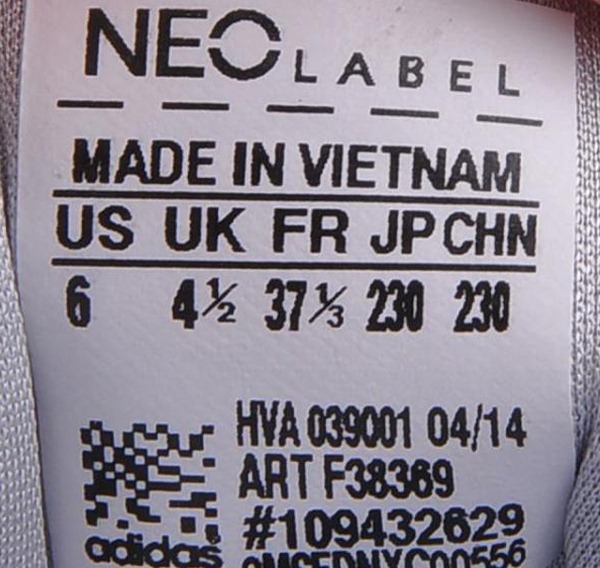 NEO LABEL
MADE IN VIETNAM
US UK FR JP CHN
6 4½ 37⅓ 230 230
HVA 039001 04/14
ART F38369
#109432629
adidas